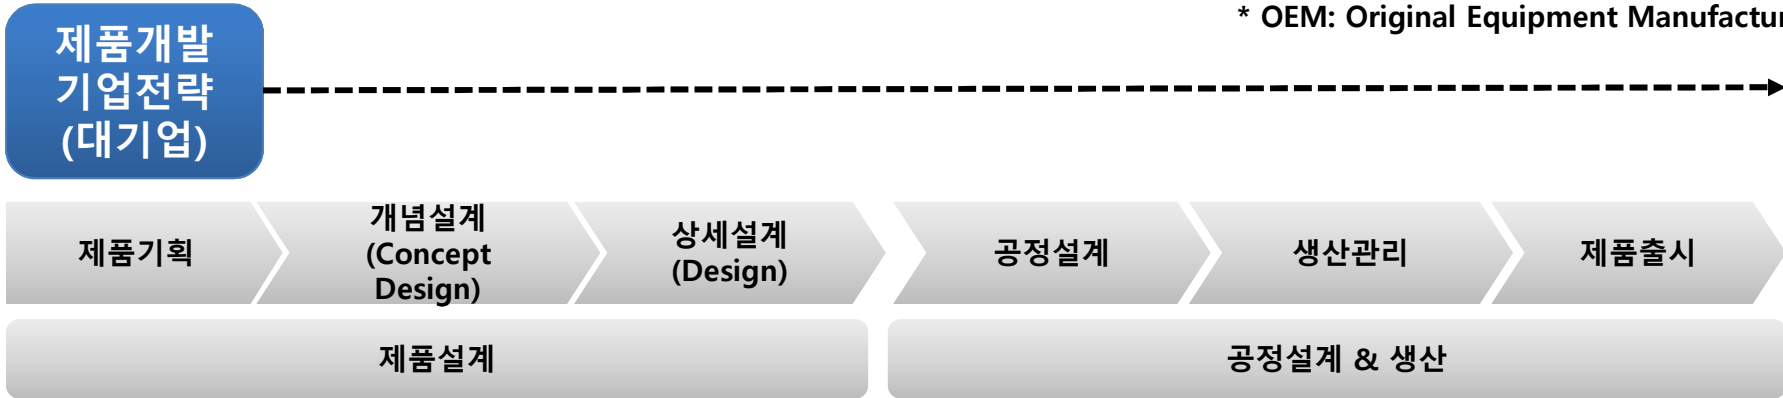 * OEM: Original Equipment Manufactur
제품개발
기업전략
(대기업)
제품기획
개념설계
(Concept
Design)
상세설계
(Design)
공정설계
생산관리
제품출시
제품설계
공정설계 & 생산